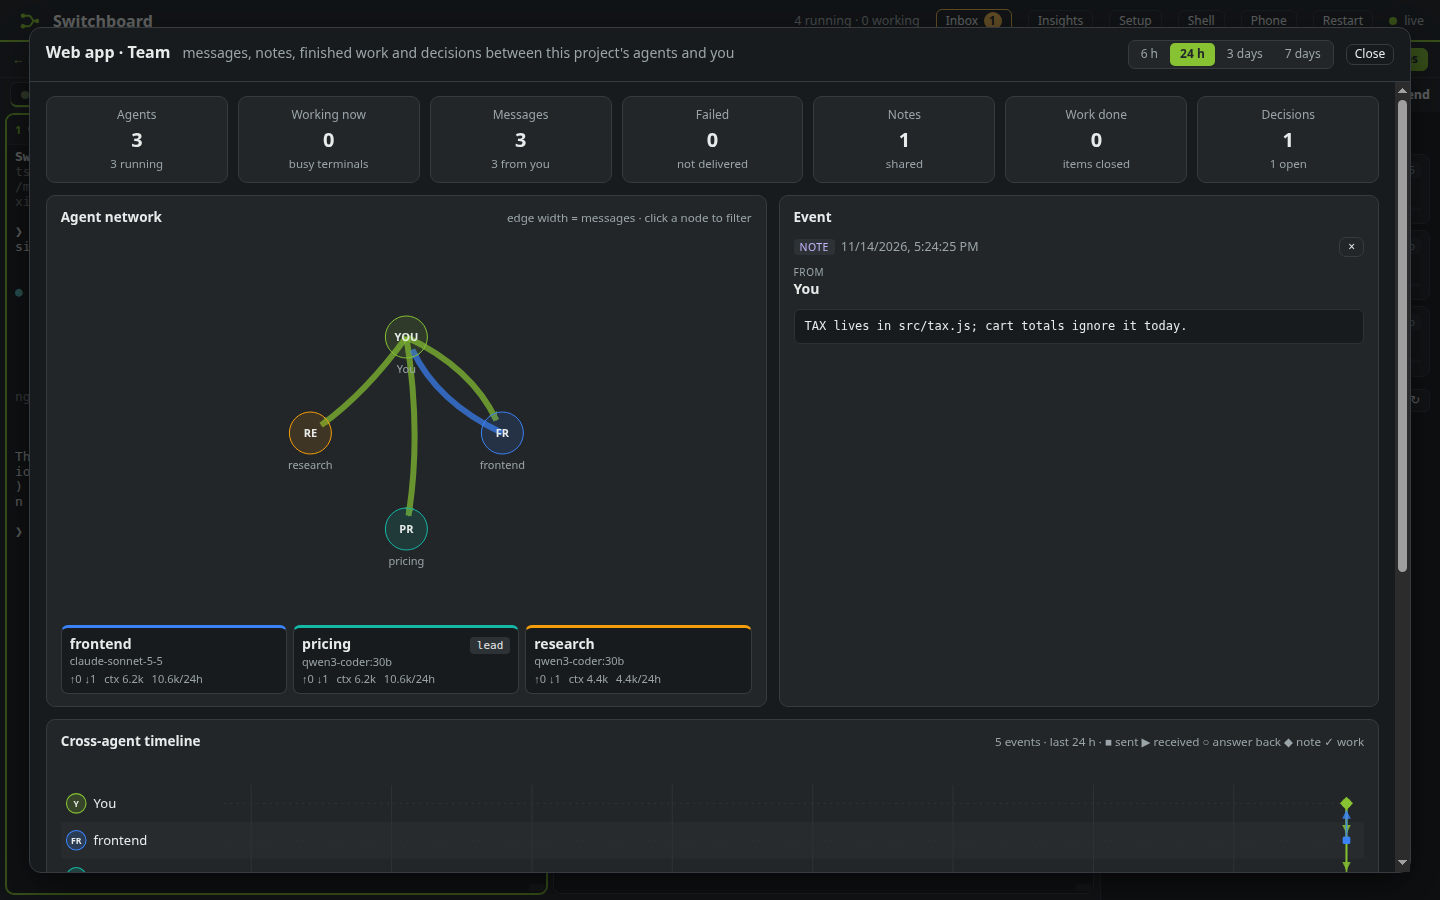 Switchboard
4 running · 0 working
Inbox 1
Insights
Setup
Shell
Phone
Restart
live
Web app · Team
messages, notes, finished work and decisions between this project's agents and you
6 h
24 h
3 days
7 days
Close
Agents
3
3 running
Working now
0
busy terminals
Messages
3
3 from you
Failed
0
not delivered
Notes
1
shared
Work done
0
items closed
Decisions
1
1 open
Agent network
edge width = messages · click a node to filter
YOU
You
RE
research
FR
frontend
PR
pricing
frontend
claude-sonnet-5-5
↑0 ↓1 ctx 6.2k 10.6k/24h
pricing
lead
qwen3-coder:30b
↑0 ↓1 ctx 6.2k 10.6k/24h
research
qwen3-coder:30b
↑0 ↓1 ctx 4.4k 4.4k/24h
Event
NOTE 11/14/2026, 5:24:25 PM
×
FROM
You
TAX lives in src/tax.js; cart totals ignore it today.
Cross-agent timeline
5 events · last 24 h · ■ sent ▶ received ○ answer back ◆ note ✓ work
Y You
FR frontend